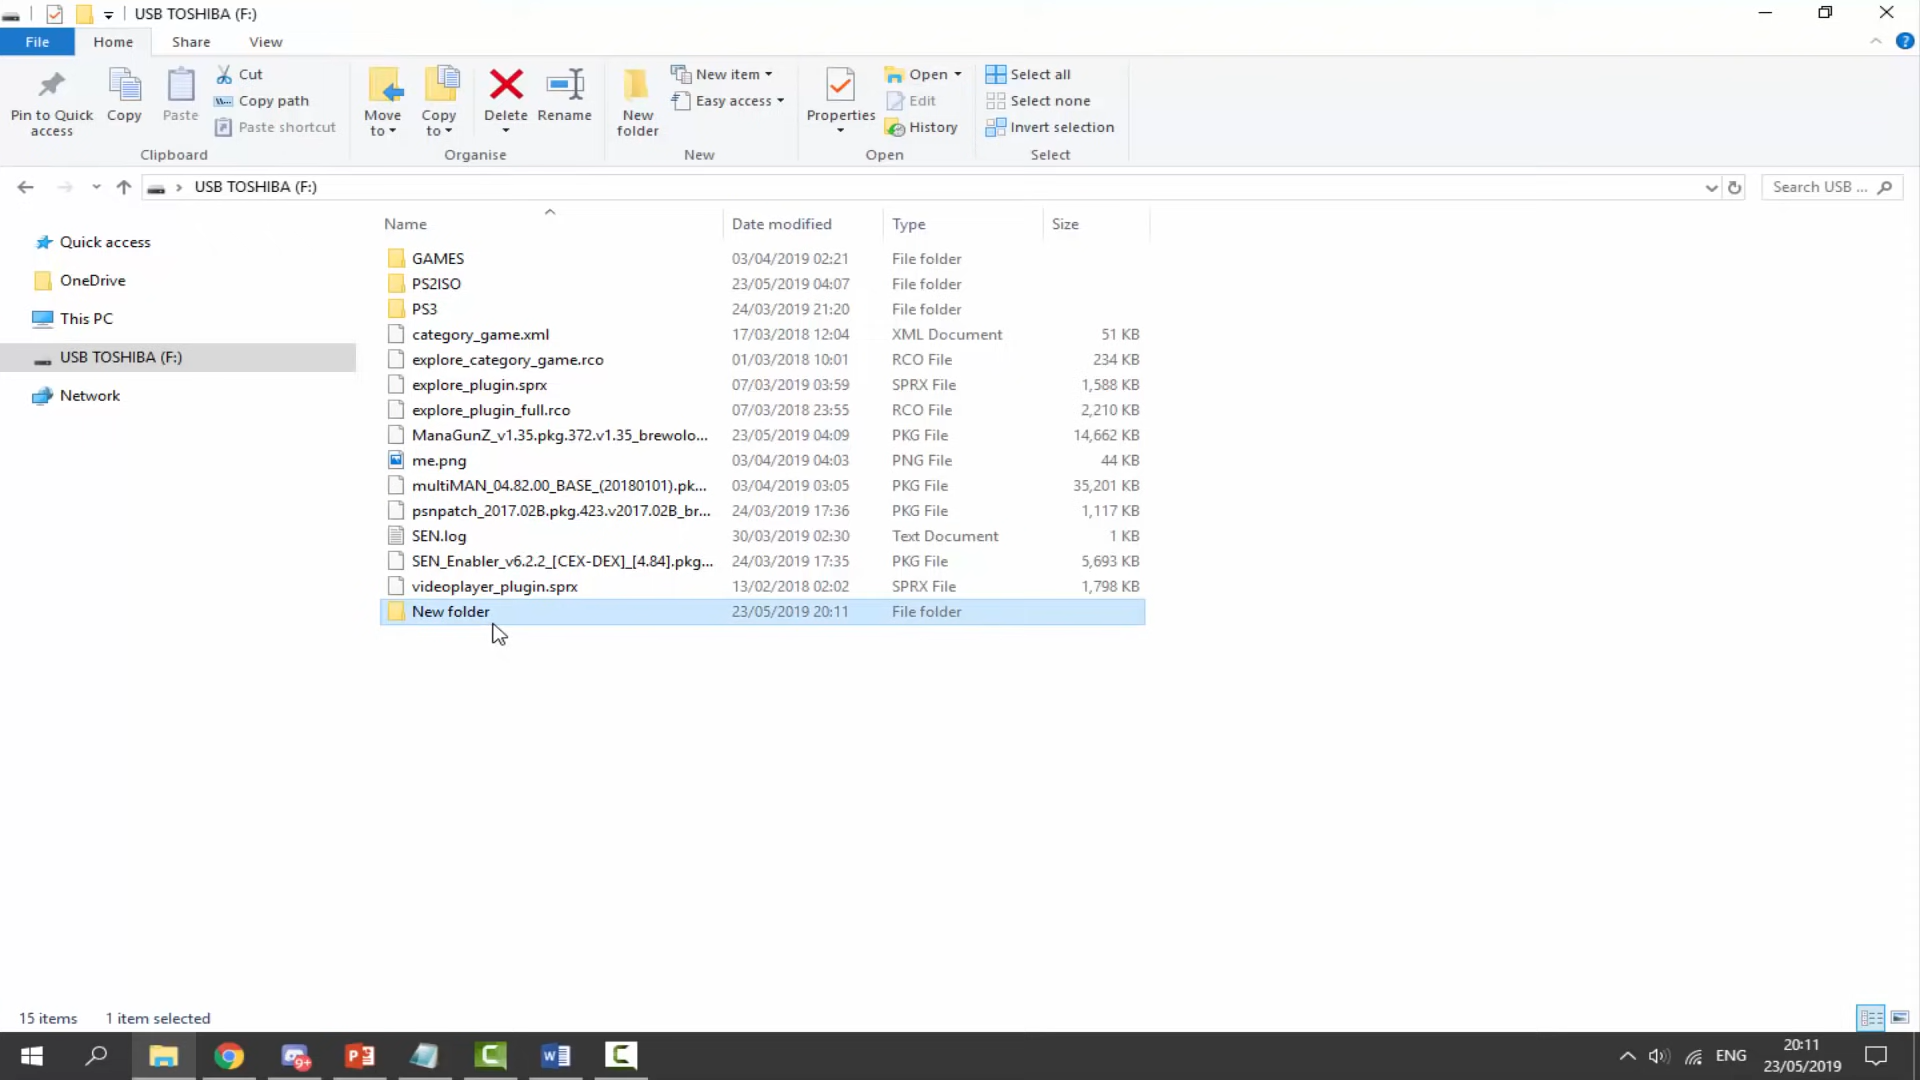 USB TOSHIBA (F:)
File Home Share View
Pin to Quick access
Copy
Paste
Cut
Copy path
Paste shortcut
Clipboard
Move to
Copy to
Delete
Rename
Organise
New folder
New item
Easy access
New
Properties
Open
Edit
History
Open
Select all
Select none
Invert selection
Select
USB TOSHIBA (F:)
Search USB ...
Quick access
OneDrive
This PC
USB TOSHIBA (F:)
Network
Name Date modified Type Size
GAMES 03/04/2019 02:21 File folder
PS2ISO 23/05/2019 04:07 File folder
PS3 24/03/2019 21:20 File folder
category_game.xml 17/03/2018 12:04 XML Document 51 KB
explore_category_game.rco 01/03/2018 10:01 RCO File 234 KB
explore_plugin.sprx 07/03/2019 03:59 SPRX File 1,588 KB
explore_plugin_full.rco 07/03/2018 23:55 RCO File 2,210 KB
ManaGunZ_v1.35.pkg.372.v1.35_brewolo... 23/05/2019 04:09 PKG File 14,662 KB
me.png 03/04/2019 04:03 PNG File 44 KB
multiMAN_04.82.00_BASE_(20180101).pk... 03/04/2019 03:05 PKG File 35,201 KB
psnpatch_2017.02B.pkg.423.v2017.02B_br... 24/03/2019 17:36 PKG File 1,117 KB
SEN.log 30/03/2019 02:30 Text Document 1 KB
SEN_Enabler_v6.2.2_[CEX-DEX]_[4.84].pkg... 24/03/2019 17:35 PKG File 5,693 KB
videoplayer_plugin.sprx 13/02/2018 02:02 SPRX File 1,798 KB
New folder 23/05/2019 20:11 File folder
15 items 1 item selected
9+
ENG
20:11
23/05/2019